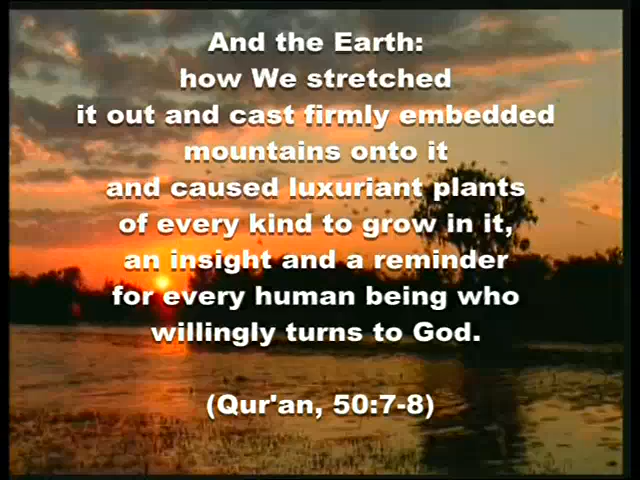 And the Earth:
how We stretched
it out and cast firmly embedded
mountains onto it
and caused luxuriant plants
of every kind to grow in it,
an insight and a reminder
for every human being who
willingly turns to God.
(Qur'an, 50:7-8)